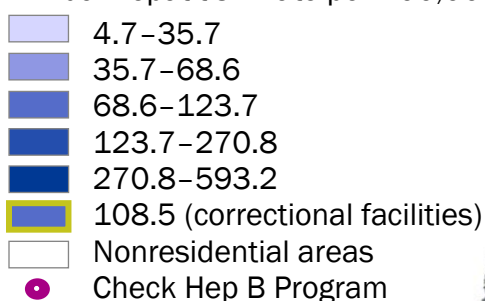 4.7–35.7
35.7–68.6
68.6–123.7
123.7–270.8
270.8–593.2
108.5 (correctional facilities)
Nonresidential areas
Check Hep B Program